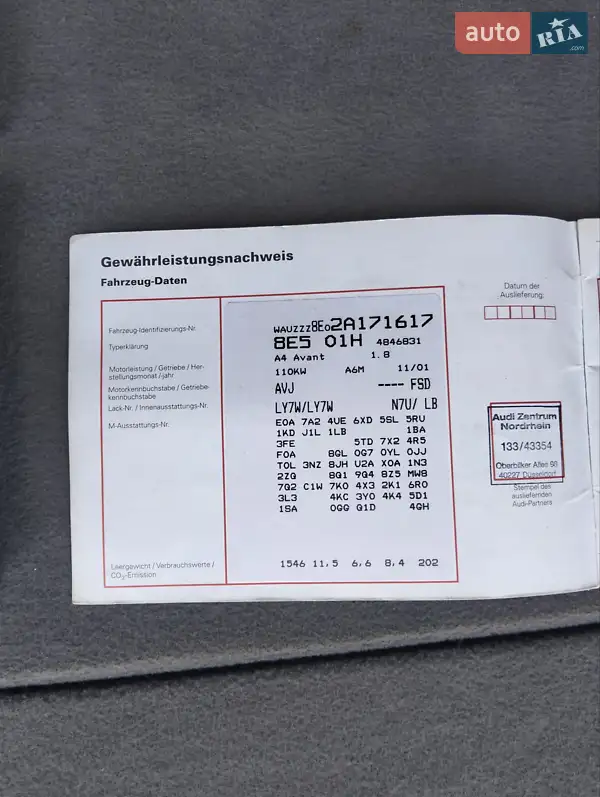 auto RIA .com
Gewährleistungsnachweis
Fahrzeug-Daten
Datum der
Auslieferung:
Fahrzeug-Identifizierungs-Nr.
WAUZZZ8E02A171617
Typerklärung
8E5 01H 4846831
A4 Avant 1.8
Motorleistung / Getriebe / Her-
stellungsmonat /-jahr
110KW A6M 11/01
Motorkennbuchstabe / Getriebe-
kennbuchstabe
AVJ ---- FSD
Lack-Nr. / Innenausstattungs-Nr.
LY7W/LY7W N7U/ LB
M-Ausstattungs-Nr.
E0A 7A2 4UE 6XD 5SL 5RU
1KD J1L 1LB 1BA
3FE 5TD 7X2 4R5
F0A 8GL 0G7 0YL 0JJ
T0L 3NZ 8JH U2A X0A 1N3
2ZQ 8Q1 9Q4 8Z5 MW8
7Q2 C1W 7K0 4X3 2K1 6R0
3L3 4KC 3Y0 4K4 5D1
1SA 0GG G1D 4GH
Audi Zentrum
Nordrhein
133/43354
Oberbilker Allee 98
40227 Düsseldorf
Stempel des
ausliefernden
Audi-Partners
Leergewicht / Verbrauchswerte /
CO2-Emission
1546 11,5 6,6 8,4 202